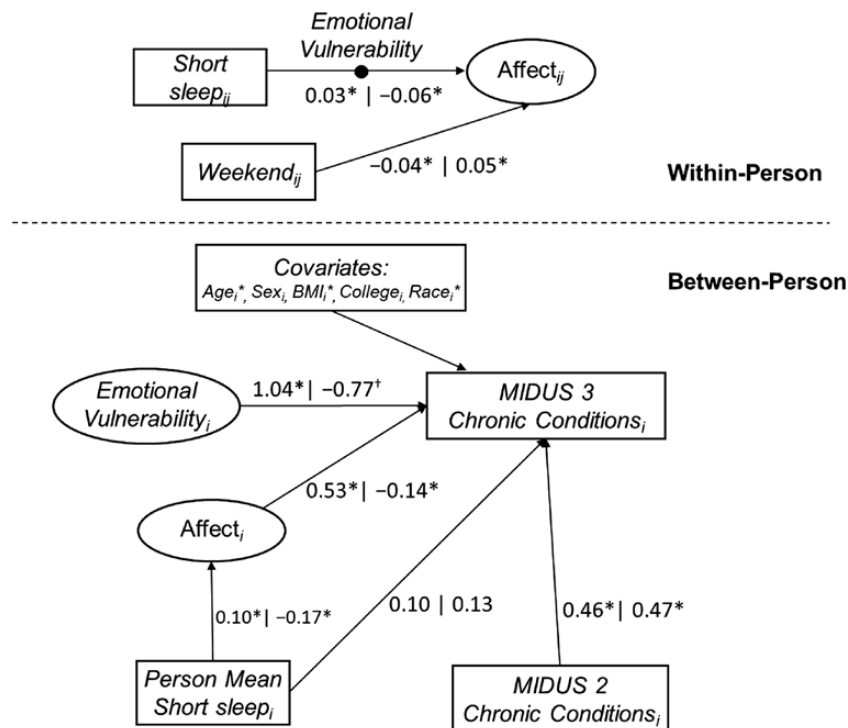 Emotional
Vulnerability
Short
sleepij
Affectij
0.03* | −0.06*
Weekendij
−0.04* | 0.05*
Within-Person
Covariates:
Agei*, Sexi, BMIi*, Collegei, Racei*
Between-Person
Emotional
Vulnerabilityi
1.04*| −0.77†
MIDUS 3
Chronic Conditionsi
0.53*| −0.14*
Affecti
0.10*| −0.17*
0.10 | 0.13
0.46*| 0.47*
Person Mean
Short sleepi
MIDUS 2
Chronic Conditionsi